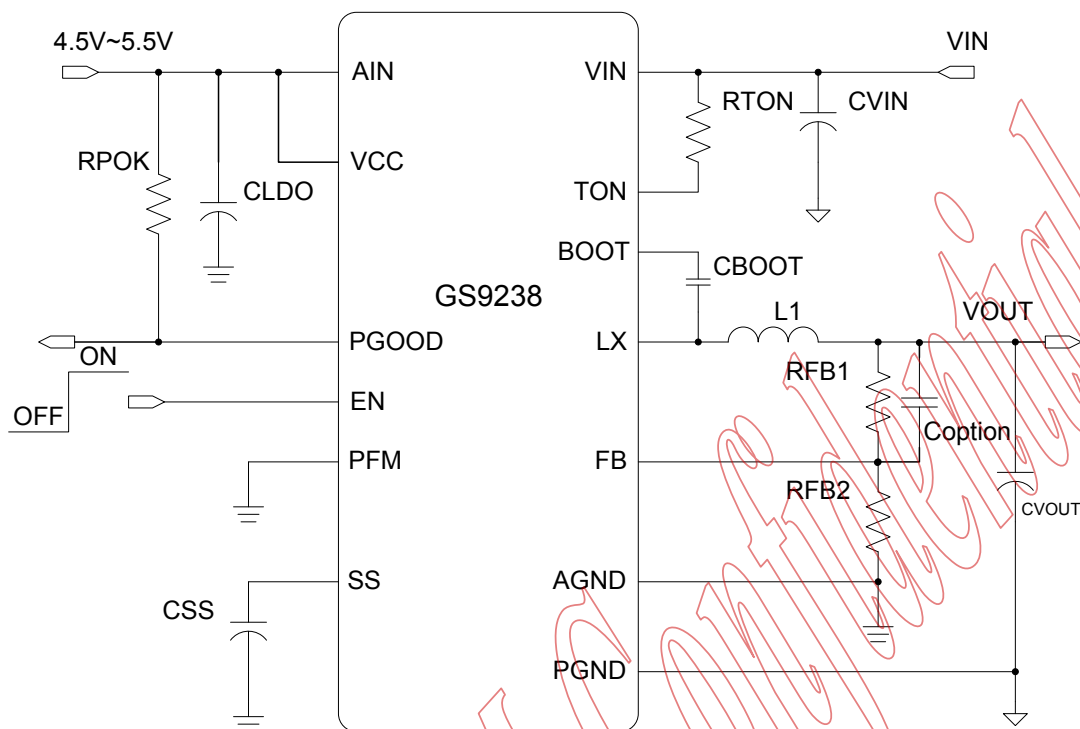 4.5V~5.5V
VIN
AIN
VIN
RTON
CVIN
RPOK
VCC
CLDO
TON
BOOT
CBOOT
GS9238
L1
VOUT
PGOOD
LX
ON
RFB1
OFF
EN
Coption
PFM
FB
RFB2
CVOUT
SS
AGND
CSS
PGND
Confidential